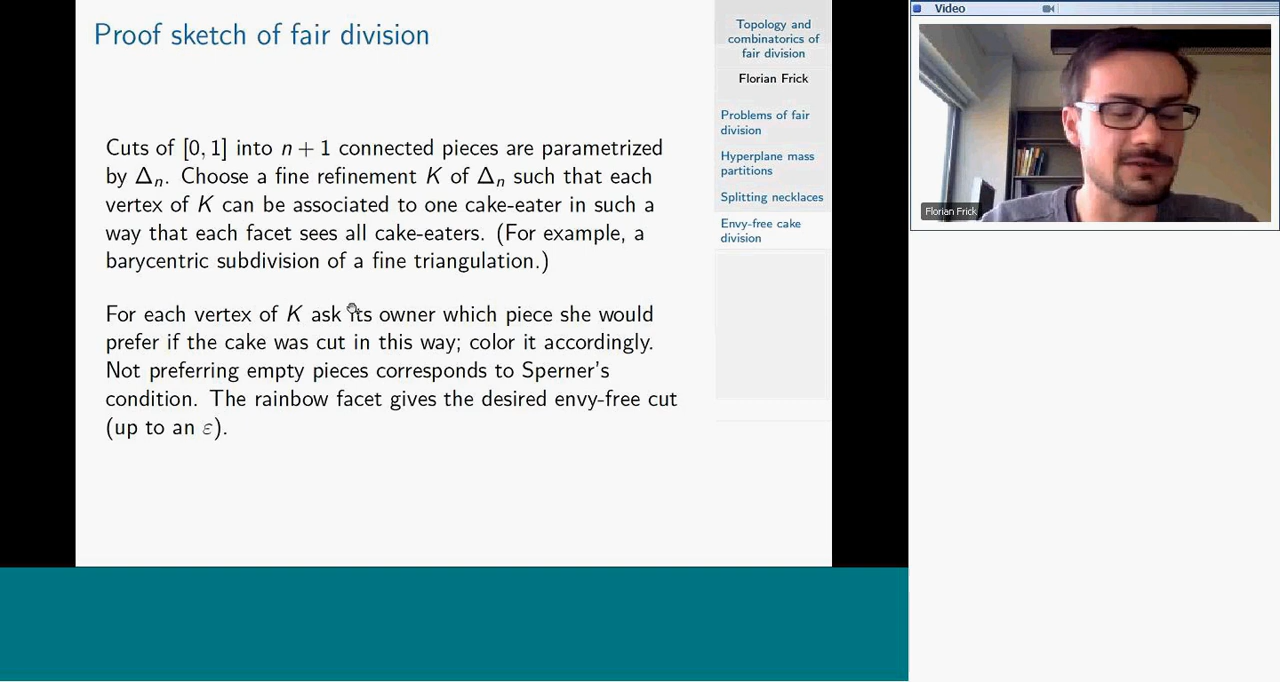 Proof sketch of fair division
Cuts of [0, 1] into n + 1 connected pieces are parametrized
by Δₙ. Choose a fine refinement K of Δₙ such that each
vertex of K can be associated to one cake-eater in such a
way that each facet sees all cake-eaters. (For example, a
barycentric subdivision of a fine triangulation.)
For each vertex of K ask its owner which piece she would
prefer if the cake was cut in this way; color it accordingly.
Not preferring empty pieces corresponds to Sperner's
condition. The rainbow facet gives the desired envy-free cut
(up to an ε).
Topology and
combinatorics of
fair division
Florian Frick
Problems of fair
division
Hyperplane mass
partitions
Splitting necklaces
Envy-free cake
division
Video
Florian Frick